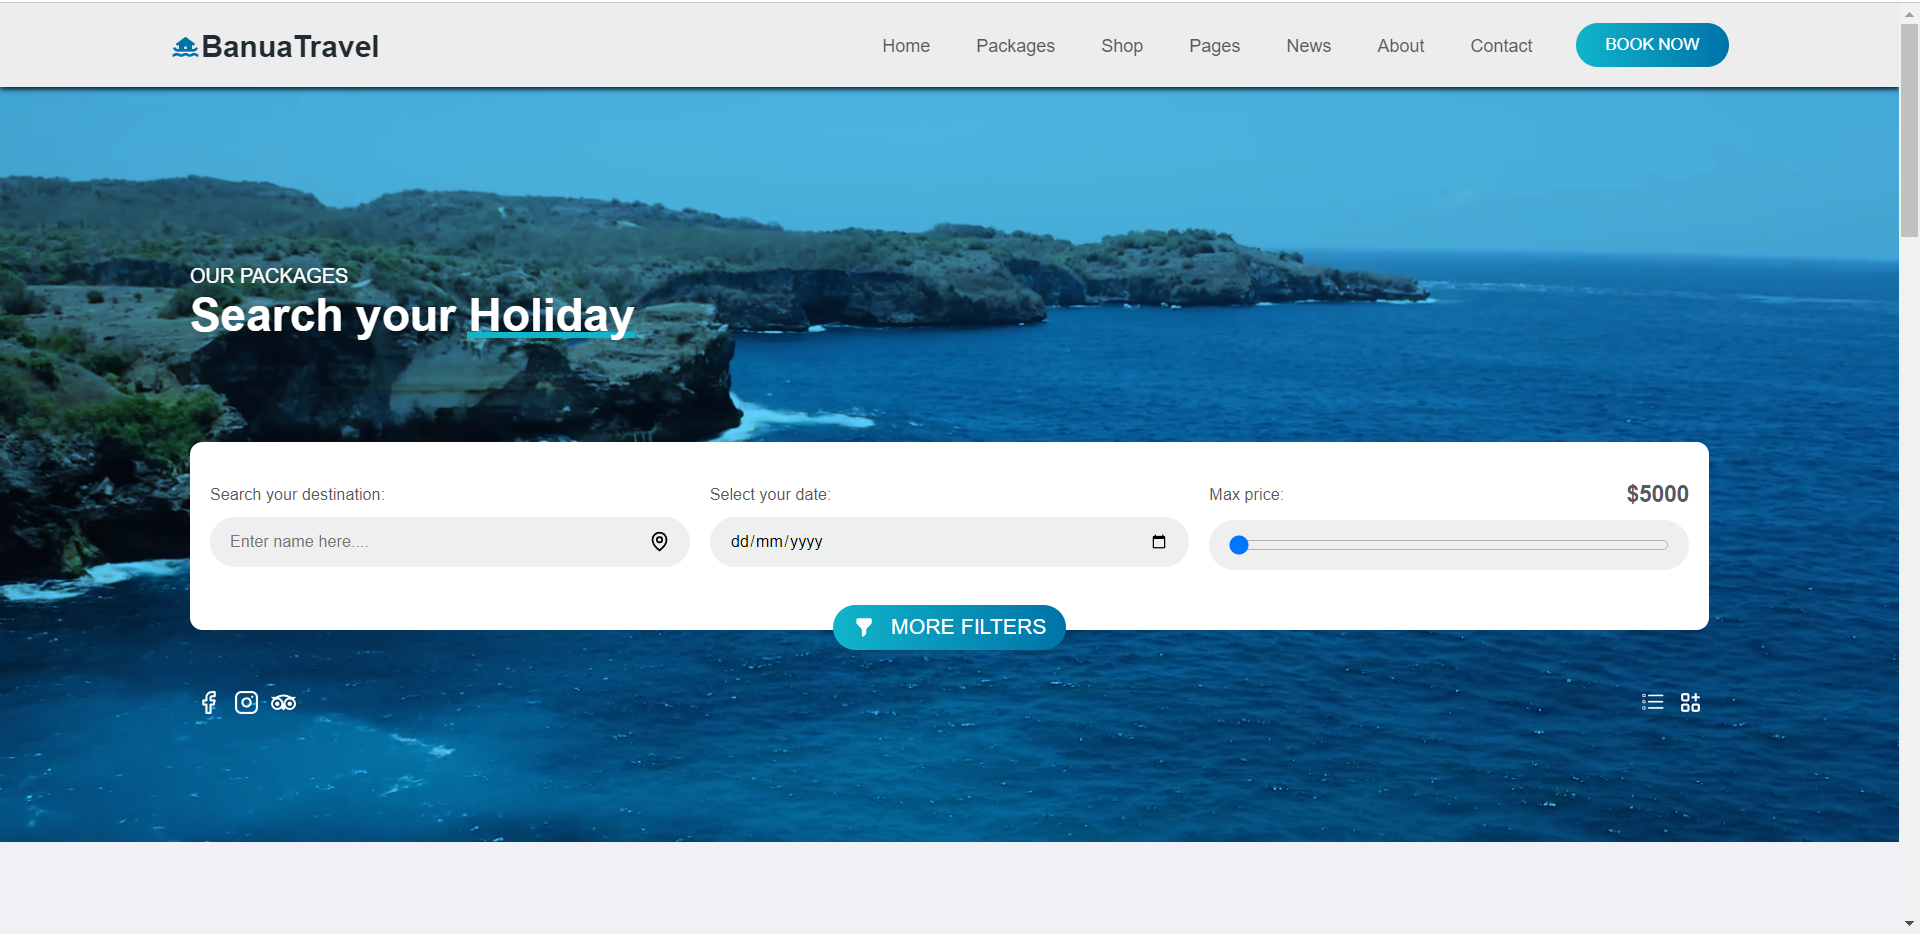 BanuaTravel
Home Packages Shop Pages News About Contact BOOK NOW
OUR PACKAGES
Search your Holiday
Search your destination: Select your date: Max price: $5000
Enter name here.... dd/mm/yyyy
MORE FILTERS